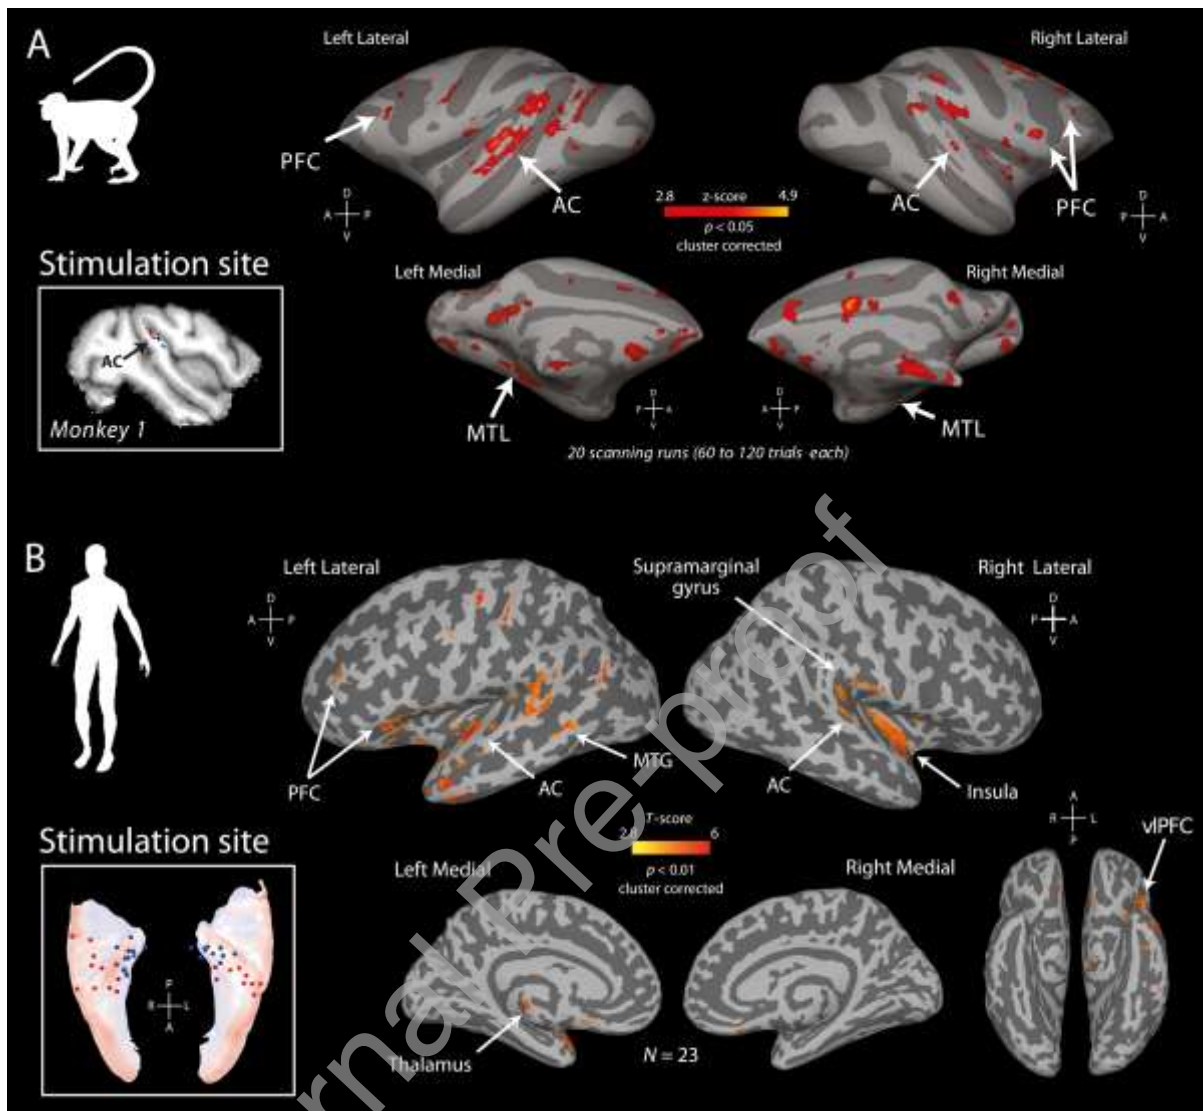 A
Left Lateral
Right Lateral
PFC
AC
D
A P
V
2.8 z-score 4.9
p < 0.05
cluster corrected
AC
PFC
D
P A
V
Stimulation site
AC
Monkey 1
Left Medial
Right Medial
MTL
D
P A
V
D
A P
V
MTL
20 scanning runs (60 to 120 trials each)
B
Left Lateral
D
A P
V
Supramarginal
gyrus
Right Lateral
D
P A
V
PFC
AC
MTG
AC
Insula
T-score
2.8 6
p < 0.01
cluster corrected
A
R L
P
vlPFC
Stimulation site
P
R L
A
Left Medial
Right Medial
Thalamus
N = 23
rnal Pre-proof